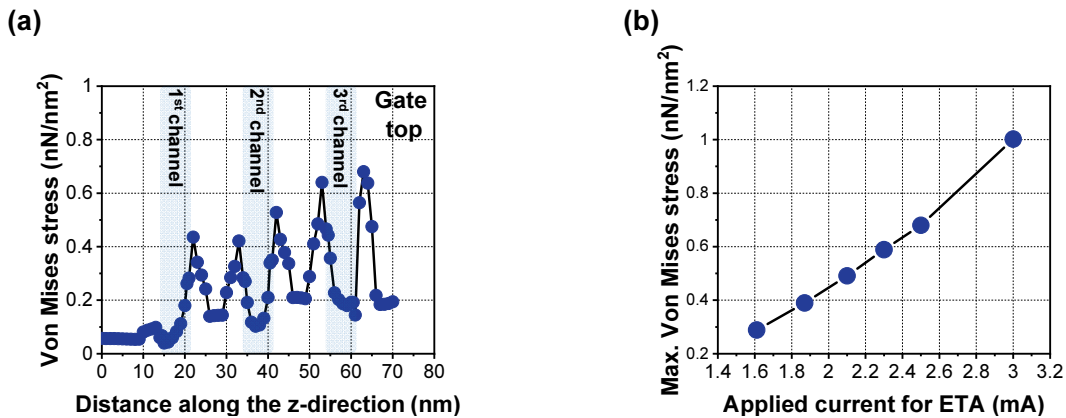 (a)
Von Mises stress (nN/nm²)
1
0.8
0.6
0.4
0.2
0
1st channel
2nd channel
3rd channel
Gate
top
0 10 20 30 40 50 60 70 80
Distance along the z-direction (nm)
(b)
Max. Von Mises stress (nN/nm²)
1.2
1
0.8
0.6
0.4
0.2
1.4 1.6 1.8 2 2.2 2.4 2.6 2.8 3 3.2
Applied current for ETA (mA)